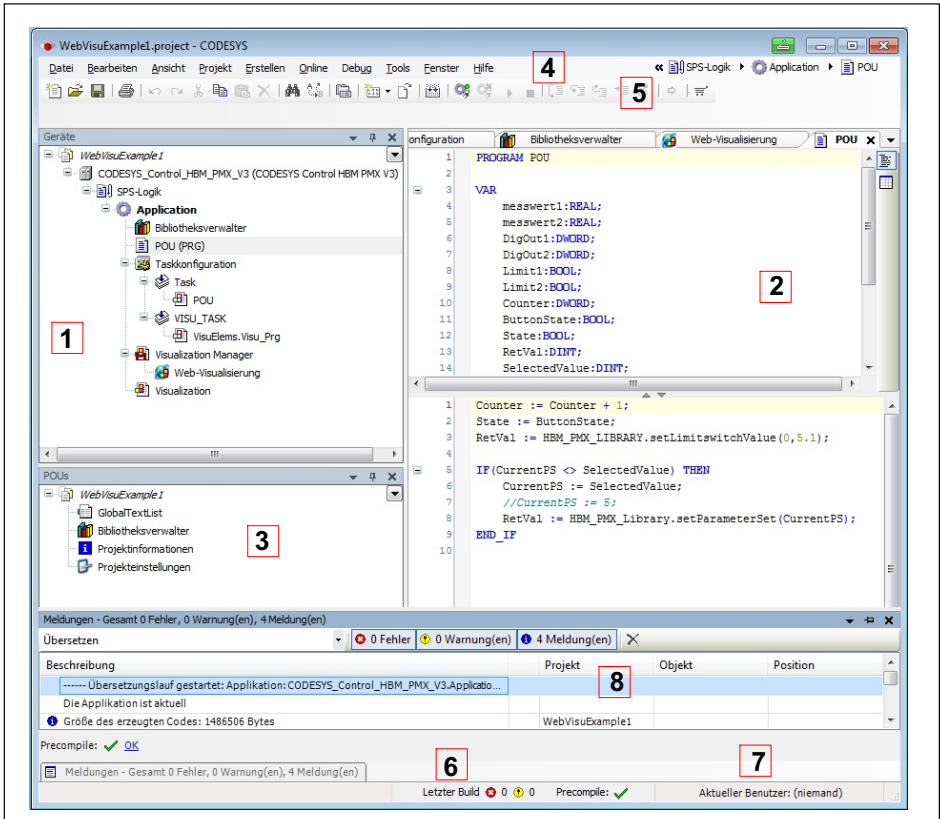 WebVisuExample1.project - CODESYS
Datei Bearbeiten Ansicht Projekt Erstellen Online Debug Tools Fenster Hilfe
4
« SPS-Logik Application POU
5
Geräte
WebVisuExample1
CODESYS_Control_HBM_PMX_V3 (CODESYS Control HBM PMX V3)
SPS-Logik
Application
Bibliotheksverwalter
POU (PRG)
Taskkonfiguration
Task
POU
VISU_TASK
VisuElems.Visu_Prg
Visualization Manager
Web-Visualisierung
Visualization
1
onfiguration Bibliotheksverwalter Web-Visualisierung POU
1 PROGRAM POU
2
3 VAR
4 messwert1:REAL;
5 messwert2:REAL;
6 DigOut1:DWORD;
7 DigOut2:DWORD;
8 Limit1:BOOL;
9 Limit2:BOOL;
10 Counter:DWORD;
11 ButtonState:BOOL;
12 State:BOOL;
13 RetVal:DINT;
14 SelectedValue:DINT;
2
1 Counter := Counter + 1;
2 State := ButtonState;
3 RetVal := HBM_PMX_LIBRARY.setLimitswitchValue(0,5.1);
4
5 IF(CurrentPS <> SelectedValue) THEN
6 CurrentPS := SelectedValue;
7 //CurrentPS := 5;
8 RetVal := HBM_PMX_Library.setParameterSet(CurrentPS);
9 END_IF
10
POUs
WebVisuExample1
GlobalTextList
Bibliotheksverwalter
Projektinformationen
Projekteinstellungen
3
Meldungen - Gesamt 0 Fehler, 0 Warnung(en), 4 Meldung(en)
Übersetzen 0 Fehler 0 Warnung(en) 4 Meldung(en)
Beschreibung Projekt Objekt Position
------ Übersetzungslauf gestartet: Applikation: CODESYS_Control_HBM_PMX_V3.Applicatio...
8
Die Applikation ist aktuell
Größe des erzeugten Codes: 1486506 Bytes WebVisuExample1
Precompile: OK
Meldungen - Gesamt 0 Fehler, 0 Warnung(en), 4 Meldung(en)
6
7
Letzter Build 0 0 Precompile: Aktueller Benutzer: (niemand)